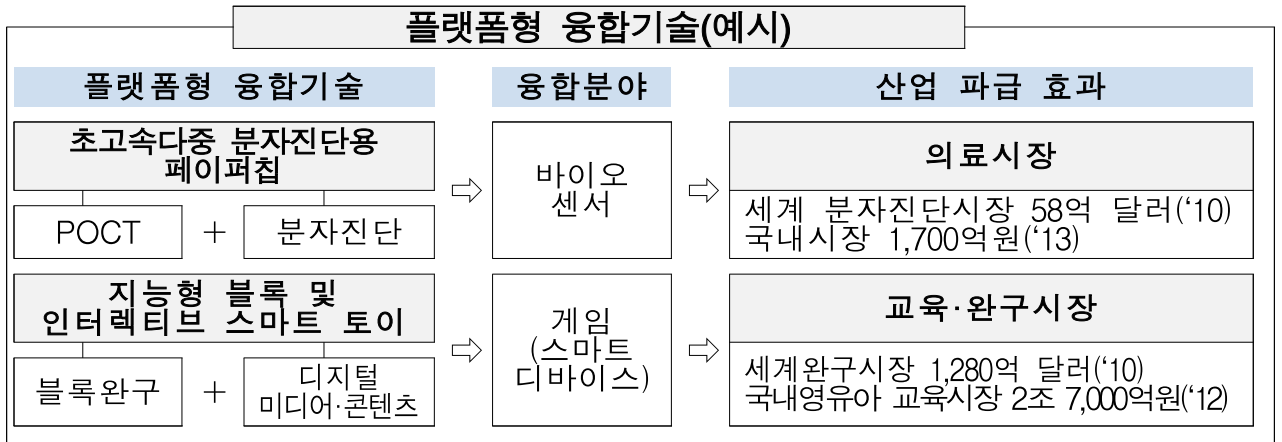 플랫폼형 융합기술(예시)
플랫폼형 융합기술
융합분야
산업 파급 효과
초고속다중 분자진단용
페이퍼칩
POCT + 분자진단
⇨
바이오
센서
⇨
의료시장
세계 분자진단시장 58억 달러(‘10)
국내시장 1,700억원(‘13)
지능형 블록 및
인터렉티브 스마트 토이
블록완구 + 디지털
미디어·콘텐츠
⇨
게임
(스마트
디바이스)
⇨
교육·완구시장
세계완구시장 1,280억 달러(‘10)
국내영유아 교육시장 2조 7,000억원(‘12)